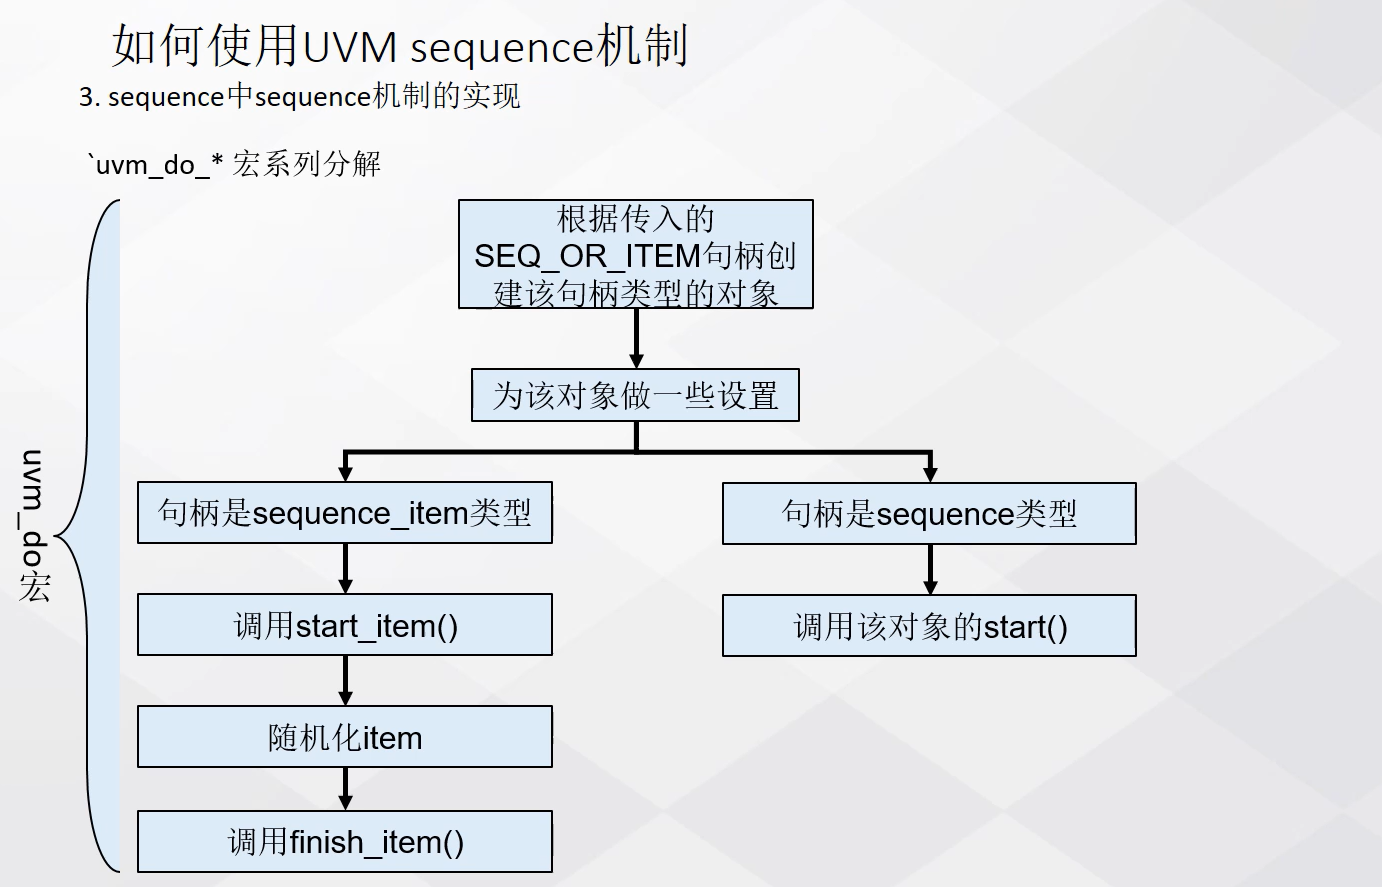 如何使用UVM sequence机制
3. sequence中sequence机制的实现
`uvm_do_* 宏系列分解
根据传入的
SEQ_OR_ITEM句柄创
建该句柄类型的对象
为该对象做一些设置
句柄是sequence_item类型
句柄是sequence类型
调用start_item()
调用该对象的start()
随机化item
调用finish_item()
uvm_do宏